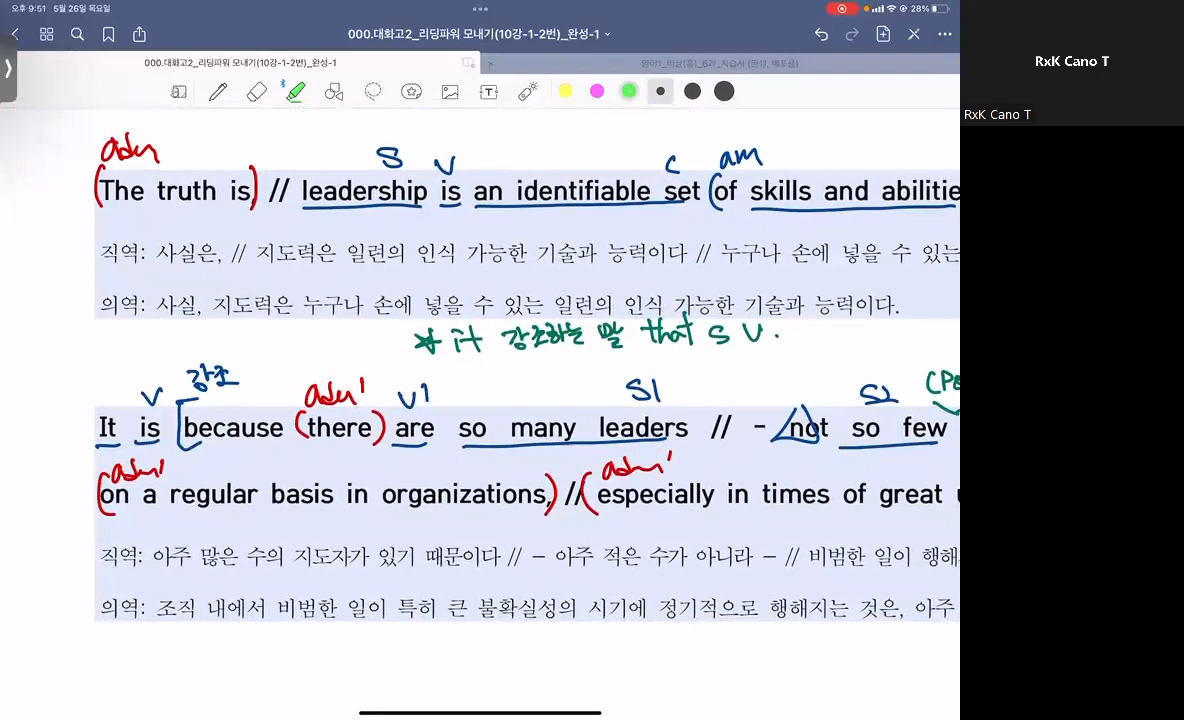 오후 9:51 5월 26일 목요일
28%
000.대화고2_리딩파워 모내기(10강-1-2번)_완성-1
RxK Cano T
000.대화고2_리딩파워 모내기(10강-1-2번)_완성-1
RxK Cano T
adv
S V C am
(The truth is,) // leadership is an identifiable set (of skills and abilitie
직역: 사실은, // 지도력은 일련의 인식 가능한 기술과 능력이다 // 누구나 손에 넣을 수 있는
의역: 사실, 지도력은 누구나 손에 넣을 수 있는 일련의 인식 가능한 기술과 능력이다.
* it 강조하는 말 that S V.
V 강조 adv' V1 S1 S2
It is [because (there) are so many leaders // - not so few
adv' adv'
(on a regular basis in organizations,) // (especially in times of great
직역: 아주 많은 수의 지도자가 있기 때문이다 // - 아주 적은 수가 아니라 - // 비범한 일이 행해
의역: 조직 내에서 비범한 일이 특히 큰 불확실성의 시기에 정기적으로 행해지는 것은, 아주